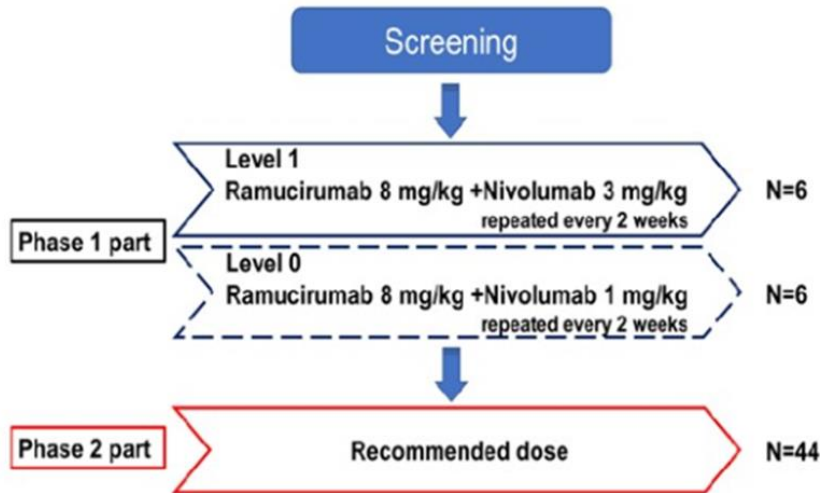 Screening
Level 1
Ramucirumab 8 mg/kg +Nivolumab 3 mg/kg
repeated every 2 weeks
N=6
Phase 1 part
Level 0
Ramucirumab 8 mg/kg +Nivolumab 1 mg/kg
repeated every 2 weeks
N=6
Phase 2 part
Recommended dose
N=44